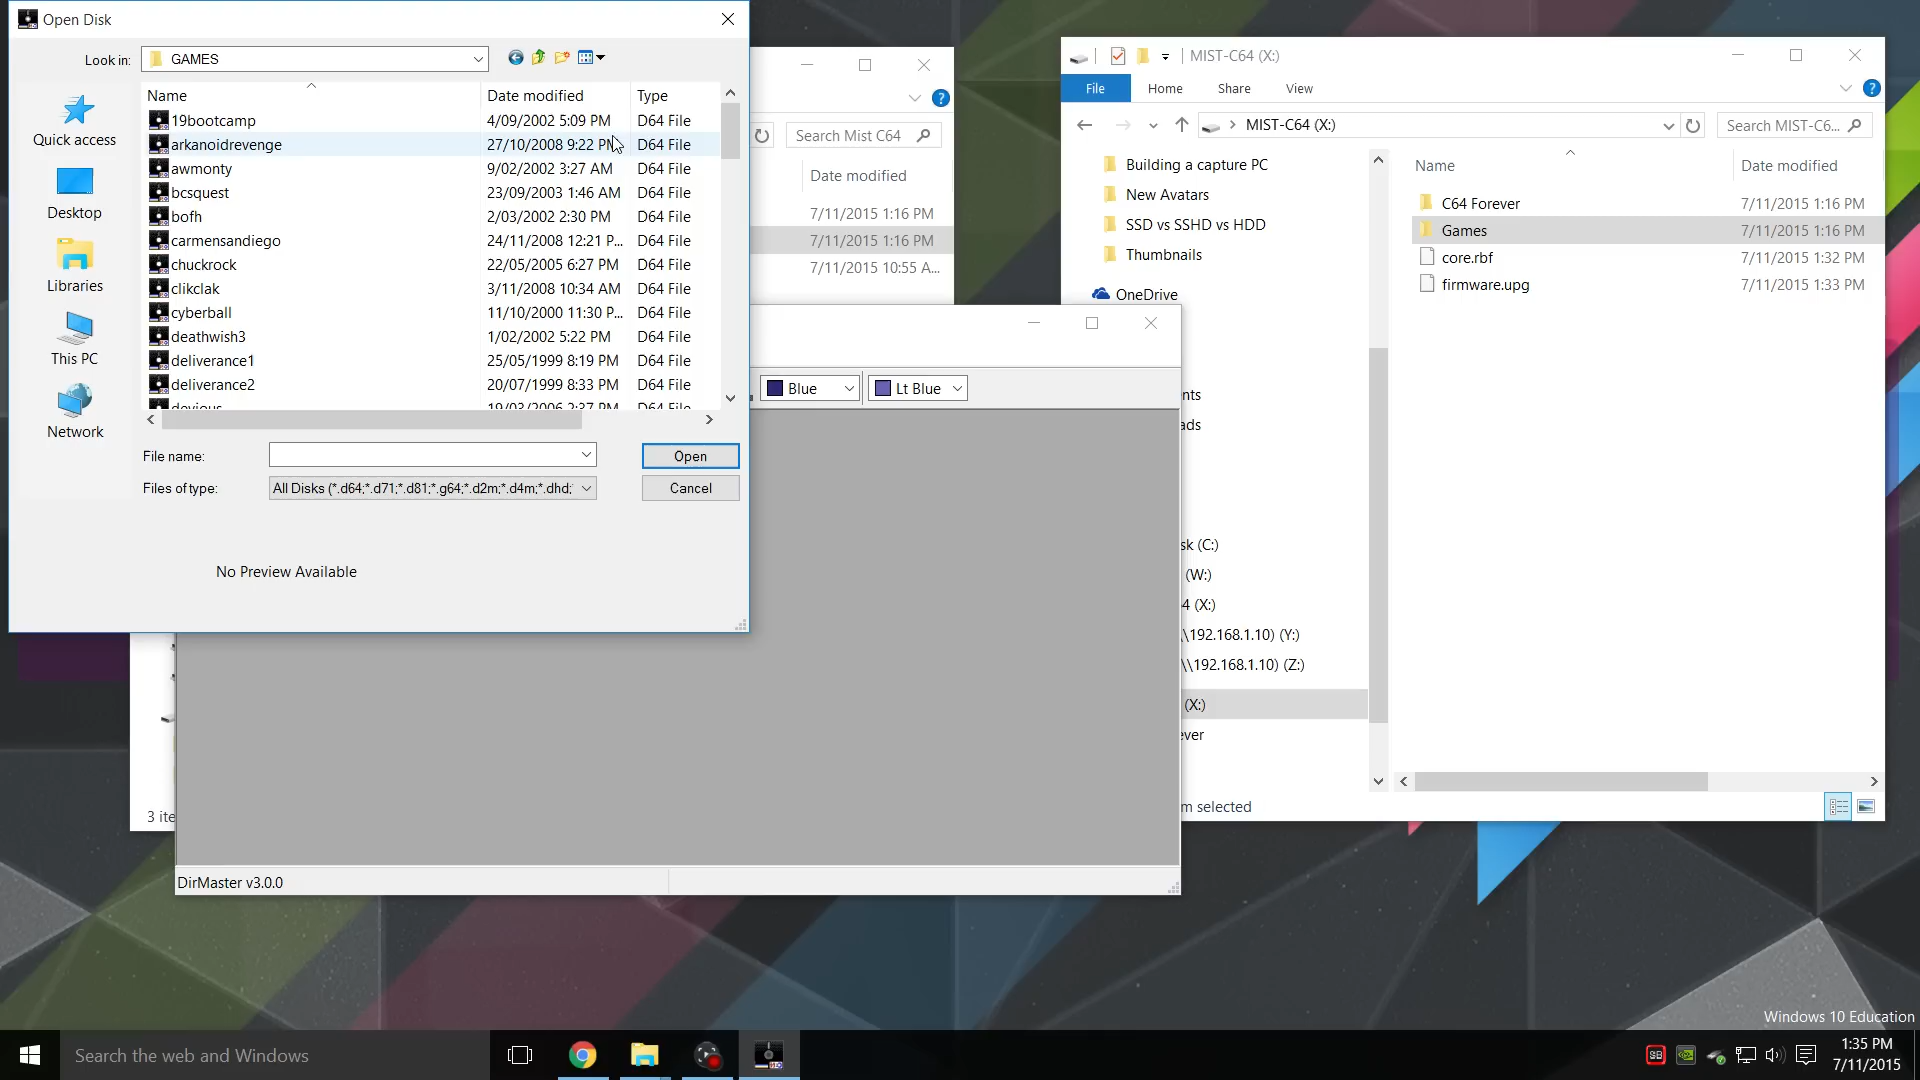 Open Disk
Look in:
GAMES
Name
Date modified
Type
19bootcamp
4/09/2002 5:09 PM
D64 File
arkanoidrevenge
27/10/2008 9:22 PM
D64 File
awmonty
9/02/2002 3:27 AM
D64 File
bcsquest
23/09/2003 1:46 AM
D64 File
bofh
2/03/2002 2:30 PM
D64 File
carmensandiego
24/11/2008 12:21 P...
D64 File
chuckrock
22/05/2005 6:27 PM
D64 File
clikclak
3/11/2008 10:34 AM
D64 File
cyberball
11/10/2000 11:30 P...
D64 File
deathwish3
1/02/2002 5:22 PM
D64 File
deliverance1
25/05/1999 8:19 PM
D64 File
deliverance2
20/07/1999 8:33 PM
D64 File
devious
19/03/2006 2:37 PM
D64 File
Quick access
Desktop
Libraries
This PC
Network
File name:
Open
Files of type:
All Disks (*.d64;*.d71;*.d81;*.g64;*.d2m;*.d4m;*.dhd;
Cancel
No Preview Available
Search Mist C64
Date modified
7/11/2015 1:16 PM
7/11/2015 1:16 PM
7/11/2015 10:55 A...
Blue
Lt Blue
3 ite
DirMaster v3.0.0
MIST-C64 (X:)
File
Home
Share
View
MIST-C64 (X:)
Search MIST-C6...
Building a capture PC
New Avatars
SSD vs SSHD vs HDD
Thumbnails
OneDrive
nts
ads
sk (C:)
(W:)
4 (X:)
\\192.168.1.10) (Y:)
\\192.168.1.10) (Z:)
(X:)
ever
m selected
Name
Date modified
C64 Forever
7/11/2015 1:16 PM
Games
7/11/2015 1:16 PM
core.rbf
7/11/2015 1:32 PM
firmware.upg
7/11/2015 1:33 PM
Windows 10 Education
Search the web and Windows
SB
1:35 PM
7/11/2015